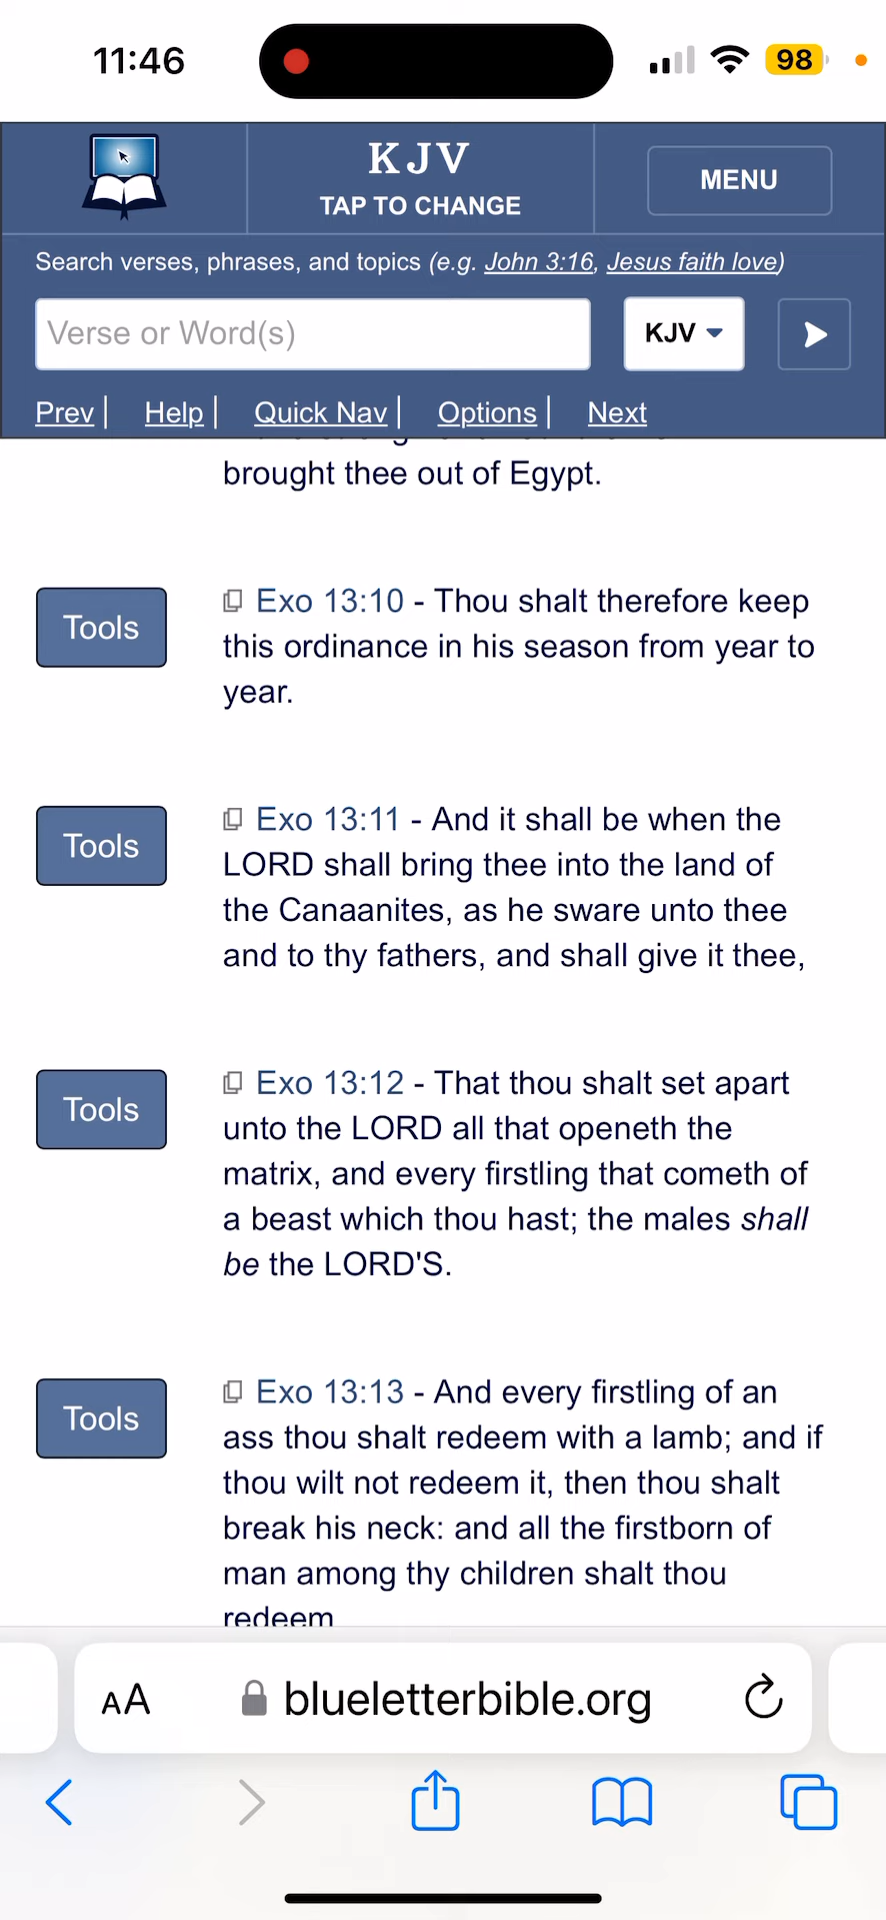 11:46
98
KJV
TAP TO CHANGE
MENU
Search verses, phrases, and topics (e.g. John 3:16, Jesus faith love)
Verse or Word(s)
KJV
Prev | Help | Quick Nav | Options | Next
brought thee out of Egypt.
Tools
Exo 13:10 - Thou shalt therefore keep
this ordinance in his season from year to
year.
Tools
Exo 13:11 - And it shall be when the
LORD shall bring thee into the land of
the Canaanites, as he sware unto thee
and to thy fathers, and shall give it thee,
Tools
Exo 13:12 - That thou shalt set apart
unto the LORD all that openeth the
matrix, and every firstling that cometh of
a beast which thou hast; the males shall
be the LORD'S.
Tools
Exo 13:13 - And every firstling of an
ass thou shalt redeem with a lamb; and if
thou wilt not redeem it, then thou shalt
break his neck: and all the firstborn of
man among thy children shalt thou
redeem
AA
blueletterbible.org